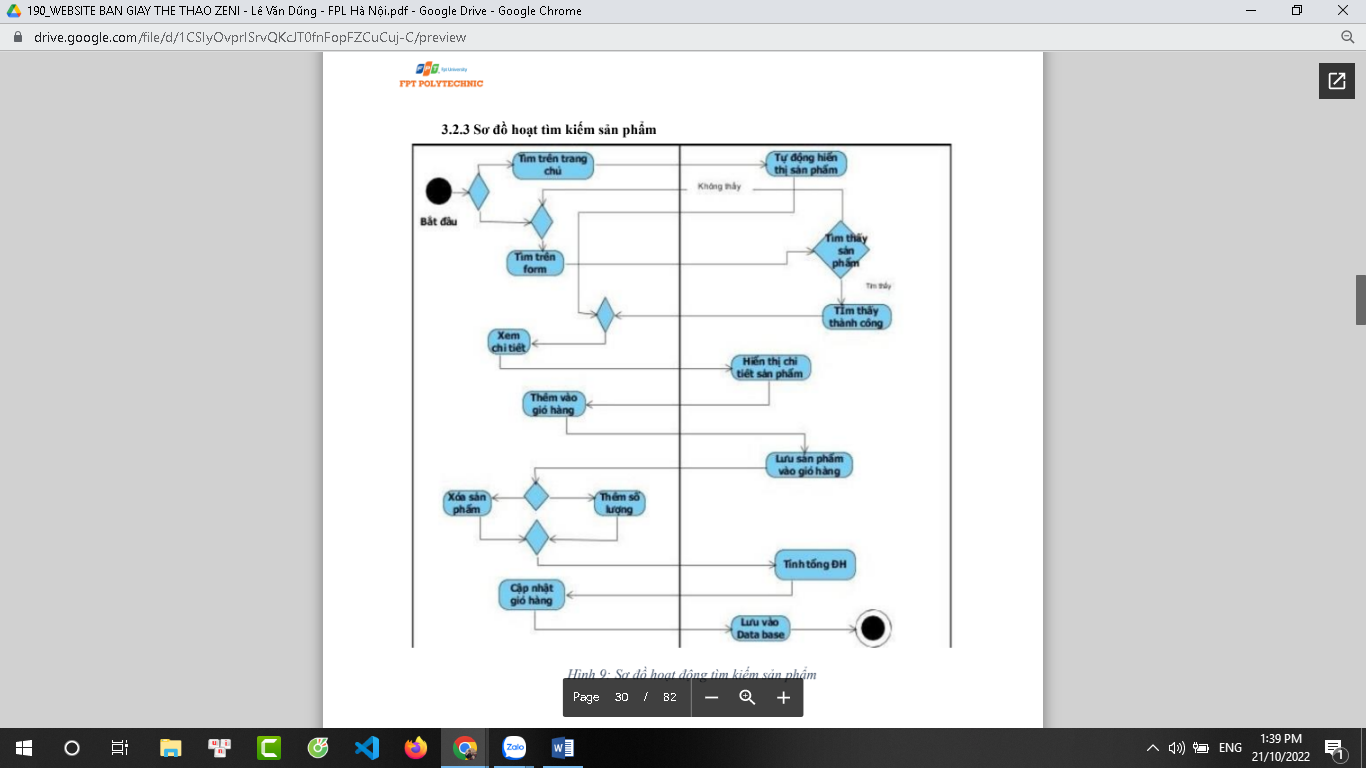 190_WEBSITE BAN GIAY THE THAO ZENI - Lê Văn Dũng - FPL Hà Nội.pdf - Google Drive - Google Chrome
drive.google.com/file/d/1CSlyOvprlSrvQKcJT0fnFopFZCuCuj-C/preview
FPT Fpt University
FPT POLYTECHNIC
3.2.3 Sơ đồ hoạt tìm kiếm sản phẩm
Tìm trên trang
chủ
Tự động hiển
thị sản phẩm
Không thấy
Bắt đầu
Tìm thấy
sản
phẩm
Tìm trên
form
Tìm thấy
TÌm thấy
thành công
Xem
chi tiết
Hiển thị chi
tiết sản phẩm
Thêm vào
giỏ hàng
Lưu sản phẩm
vào giỏ hàng
Xóa sản
phẩm
Thêm số
lượng
Tính tổng ĐH
Cập nhật
giỏ hàng
Lưu vào
Data base
Hình 9: Sơ đồ hoạt động tìm kiếm sản phẩm
Page 30 / 82
Zalo
ENG
1:39 PM
21/10/2022
1